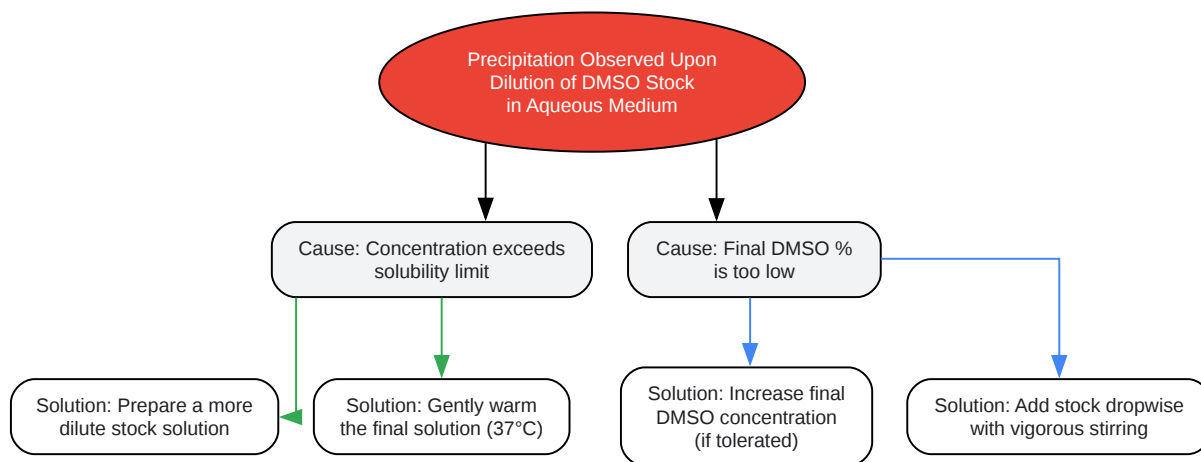 Precipitation Observed Upon
Dilution of DMSO Stock
in Aqueous Medium
Cause: Concentration exceeds
solubility limit
Cause: Final DMSO %
is too low
Solution: Prepare a more
dilute stock solution
Solution: Gently warm
the final solution (37°C)
Solution: Increase final
DMSO concentration
(if tolerated)
Solution: Add stock dropwise
with vigorous stirring